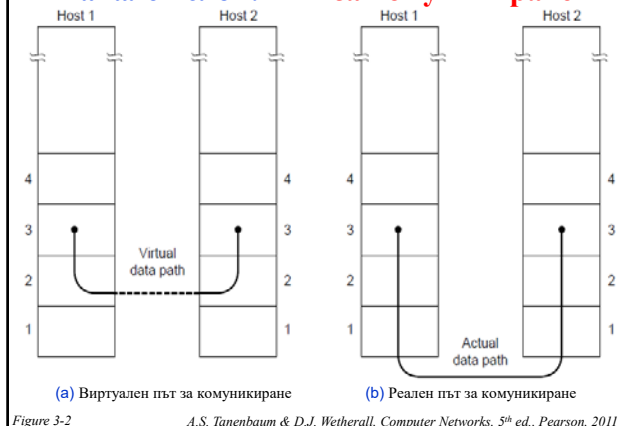 Host 1
Host 2
Host 1
Host 2
4
4
4
4
3
3
3
3
Virtual
data path
2
2
2
2
1
1
1
1
Actual
data path
(a) Виртуален път за комуникиране
(b) Реален път за комуникиране
Figure 3-2
A.S. Tanenbaum & D.J. Wetherall, Computer Networks, 5th ed., Pearson, 2011